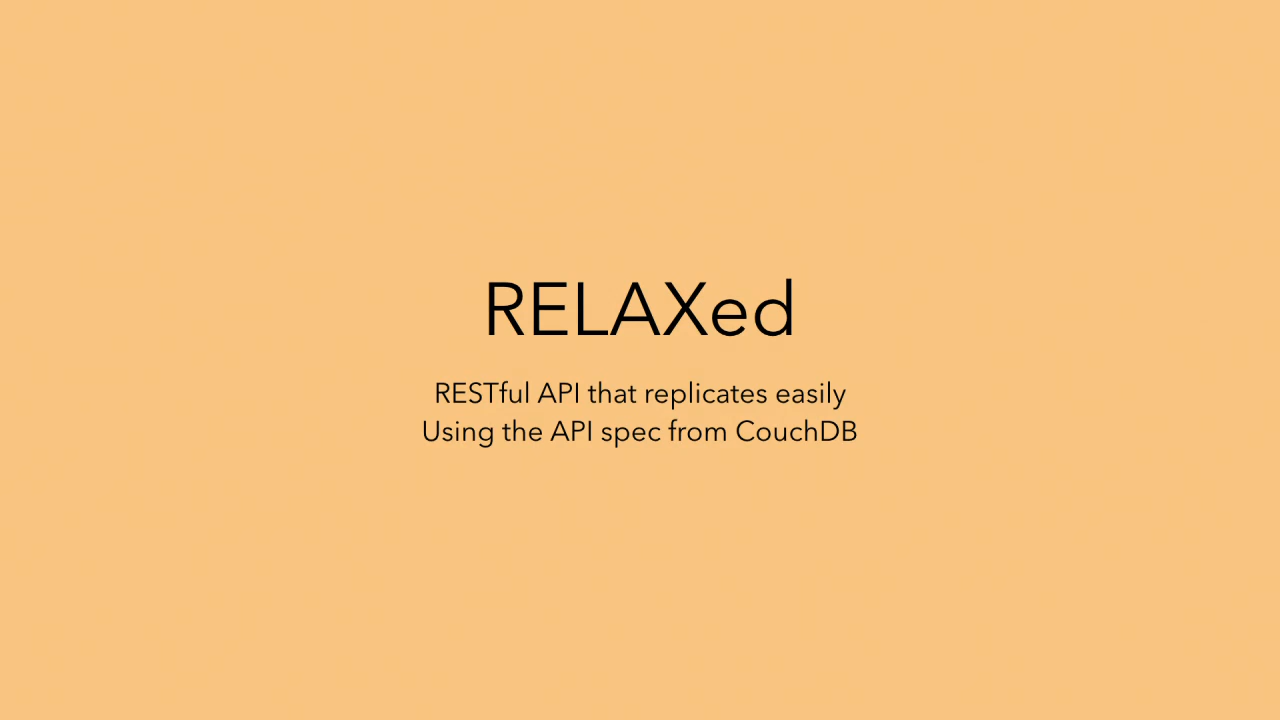 RELAXed
RESTful API that replicates easily
Using the API spec from CouchDB